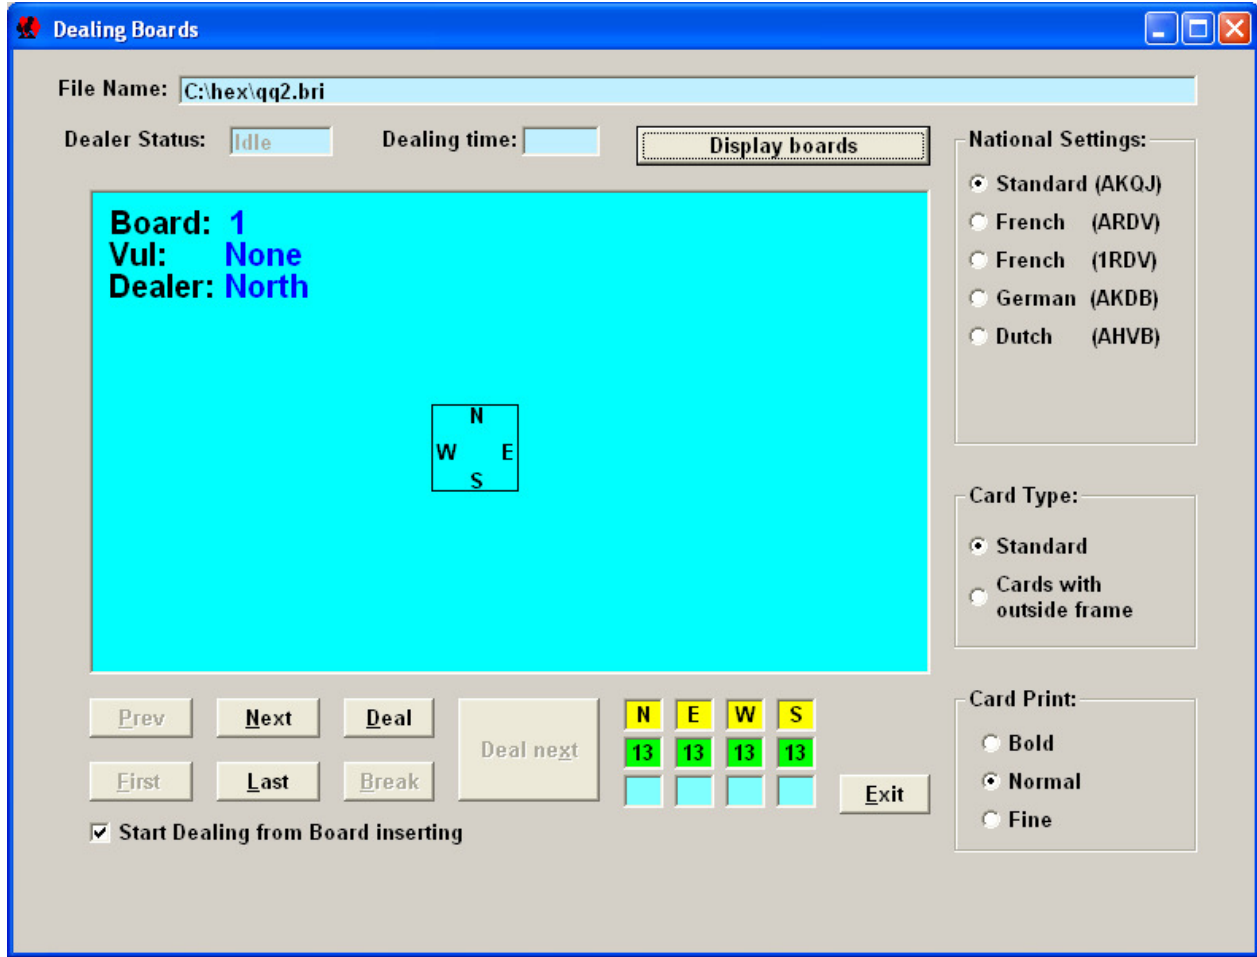 Dealing Boards
File Name: C:\hex\qq2.bri
Dealer Status: Idle Dealing time: Display boards
Board: 1
Vul: None
Dealer: North
N
W E
S
Prev Next Deal Deal next
First Last Break
N E W S
13 13 13 13
Exit
Start Dealing from Board inserting
National Settings:
Standard (AKQJ)
French (ARDV)
French (1RDV)
German (AKDB)
Dutch (AHVB)
Card Type:
Standard
Cards with
outside frame
Card Print:
Bold
Normal
Fine